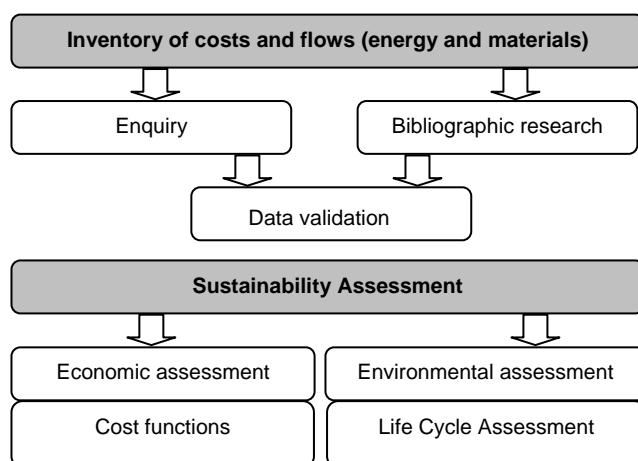 Inventory of costs and flows (energy and materials)
Enquiry
Bibliographic research
Data validation
Sustainability Assessment
Economic assessment
Environmental assessment
Cost functions
Life Cycle Assessment